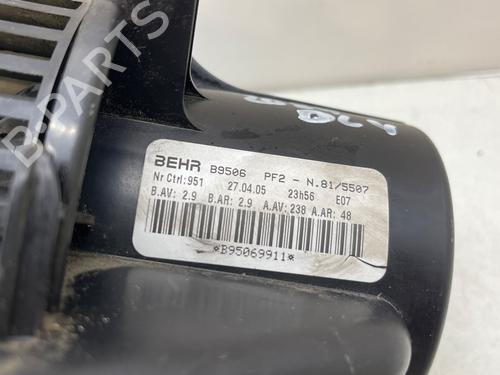 B-PARTS
BEHR B9506 PF2 - N.81/5507
Nr Ctrl:951 27.04.05 23h56 E07
B.AV: 2.9 B.AR: 2.9 A.AV: 238 A.AR: 48
*B95069911*